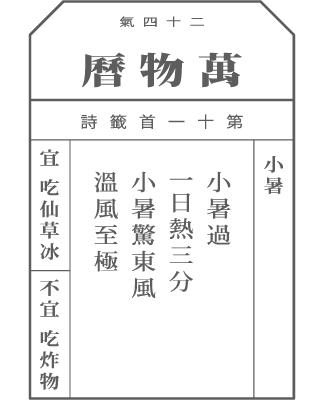 二十四氣
萬物曆
第十一首籤詩
小暑
小暑過
一日熱三分
小暑驚東風
溫風至極
宜 吃仙草冰
不宜 吃炸物